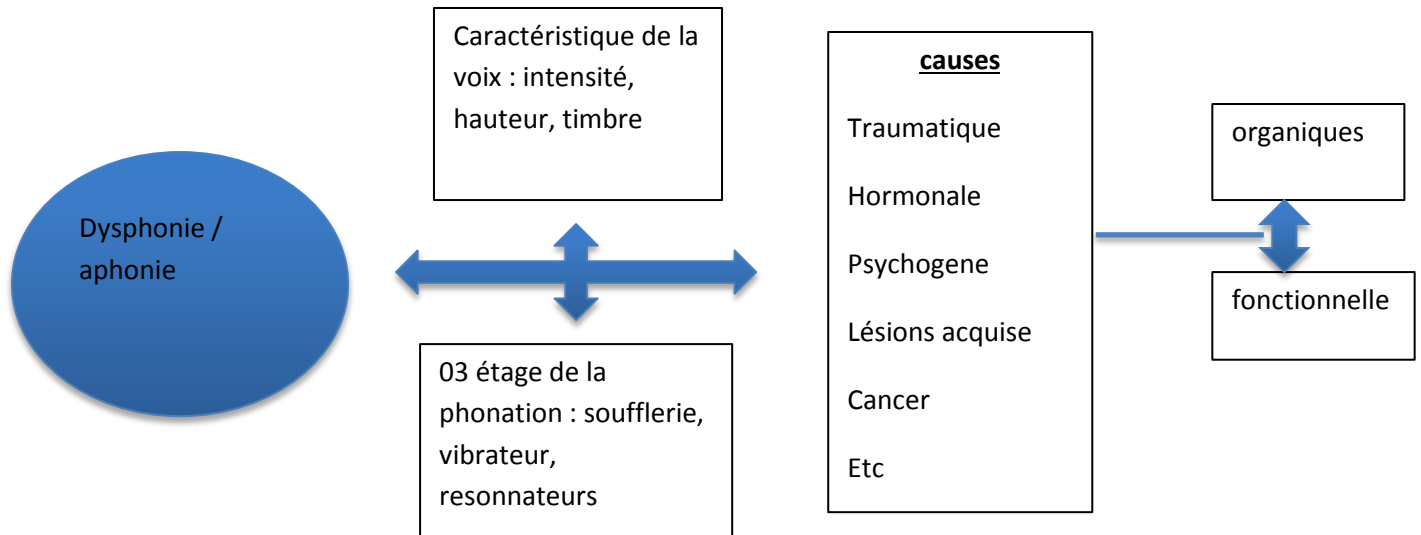 Dysphonie /
aphonie
Caractéristique de la
voix : intensité,
hauteur, timbre
03 étage de la
phonation : soufflerie,
vibrateur,
resonnateurs
causes
Traumatique
Hormonale
Psychogene
Lésions acquise
Cancer
Etc
organiques
fonctionnelle